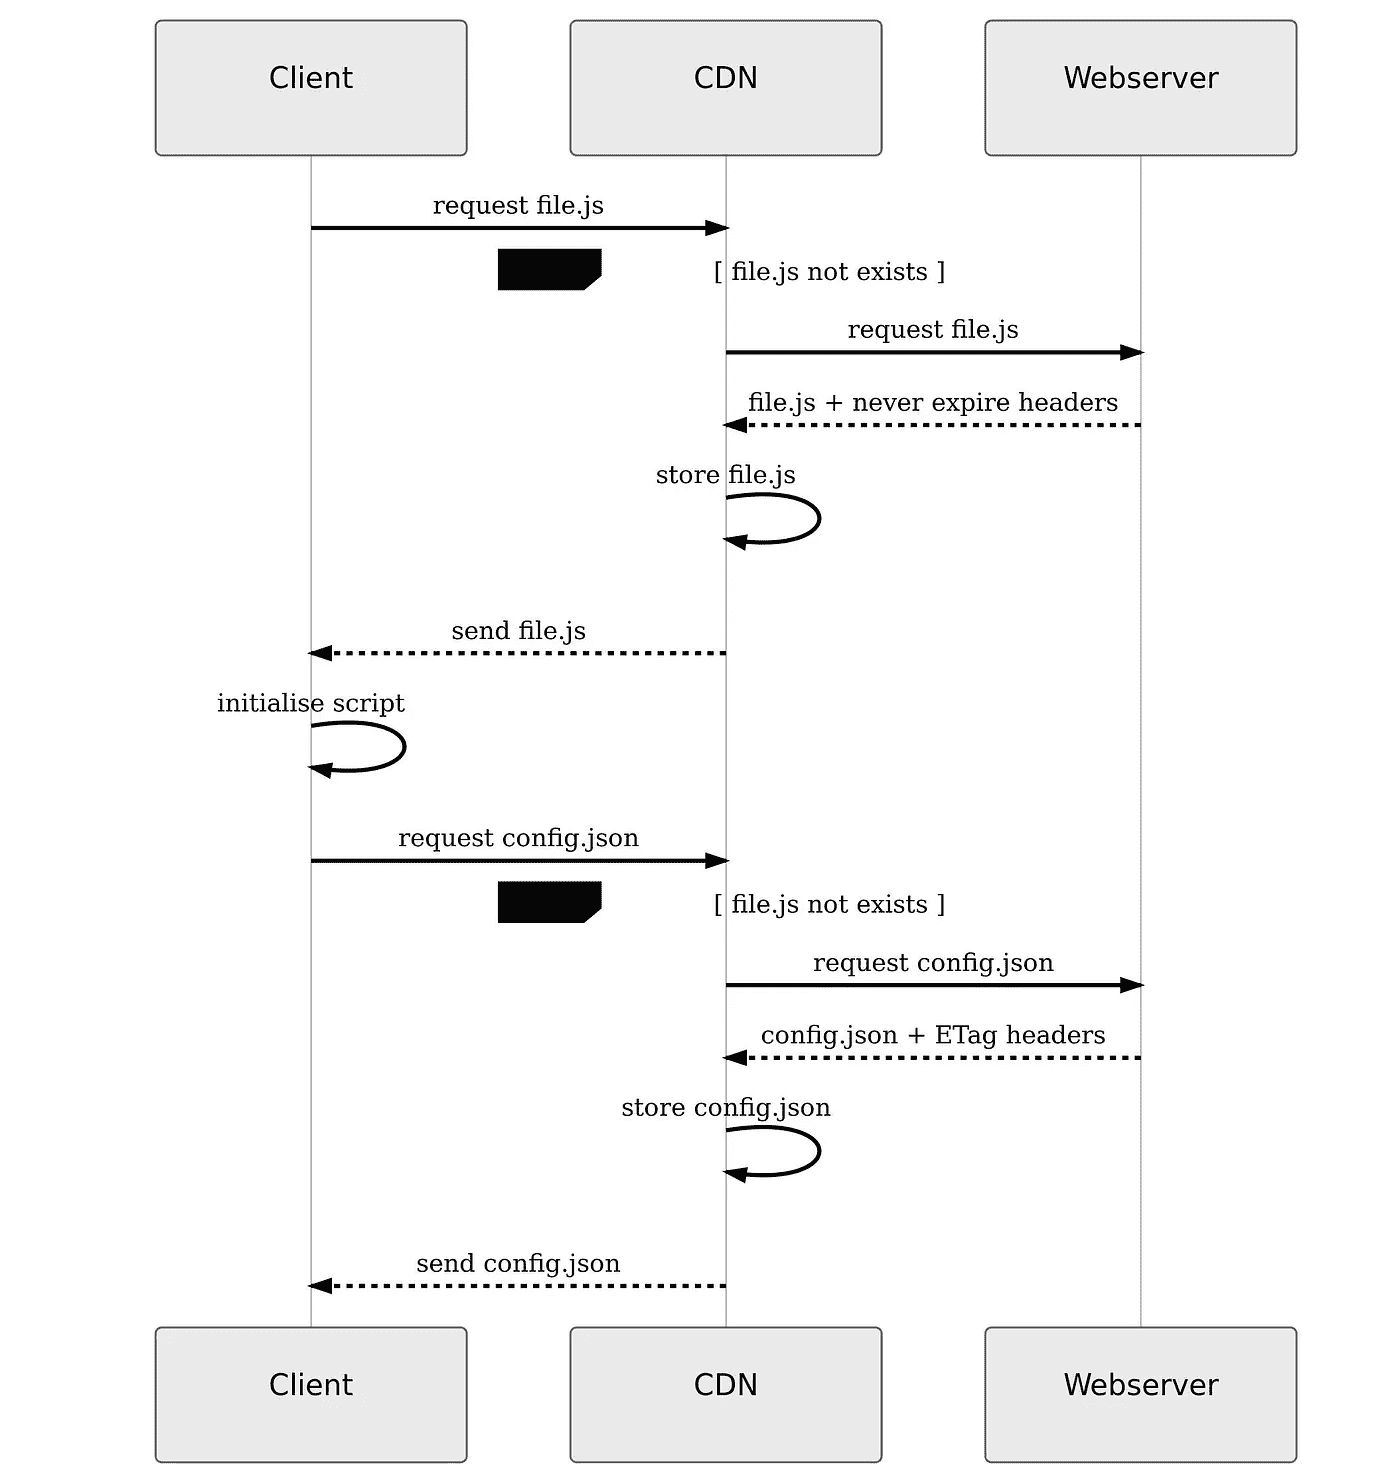 Client
CDN
Webserver
request file.js
[ file.js not exists ]
request file.js
file.js + never expire headers
store file.js
send file.js
initialise script
request config.json
[ file.js not exists ]
request config.json
config.json + ETag headers
store config.json
send config.json
Client
CDN
Webserver